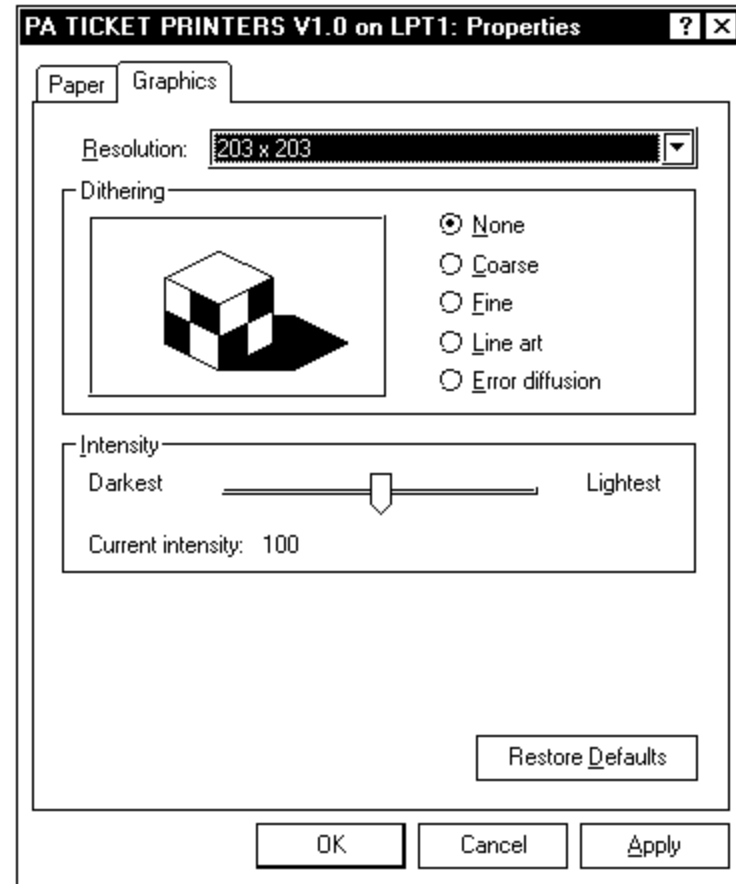 PA TICKET PRINTERS V1.0 on LPT1: Properties ? ×
Paper Graphics
Resolution: 203 x 203
Dithering
None
Coarse
Fine
Line art
Error diffusion
Intensity
Darkest Lightest
Current intensity: 100
Restore Defaults
OK Cancel Apply